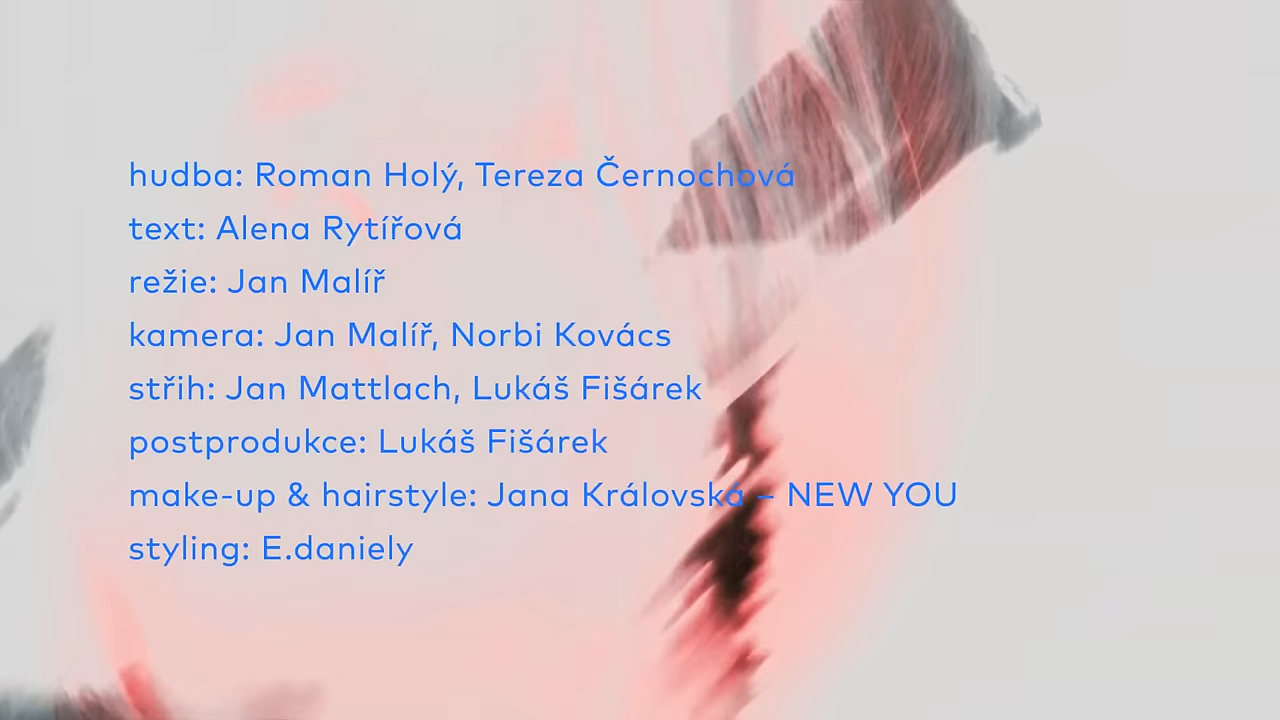 hudba: Roman Holý, Tereza Černochová
text: Alena Rytířová
režie: Jan Malíř
kamera: Jan Malíř, Norbi Kovács
střih: Jan Mattlach, Lukáš Fišárek
postprodukce: Lukáš Fišárek
make-up & hairstyle: Jana Královská – NEW YOU
styling: E.daniely